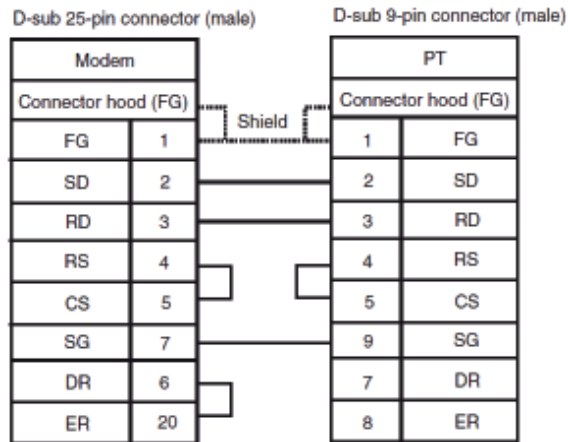 D-sub 25-pin connector (male) D-sub 9-pin connector (male)
Modem PT
Connector hood (FG) Connector hood (FG)
Shield
FG 1 1 FG
SD 2 2 SD
RD 3 3 RD
RS 4 4 RS
CS 5 5 CS
SG 7 9 SG
DR 6 7 DR
ER 20 8 ER